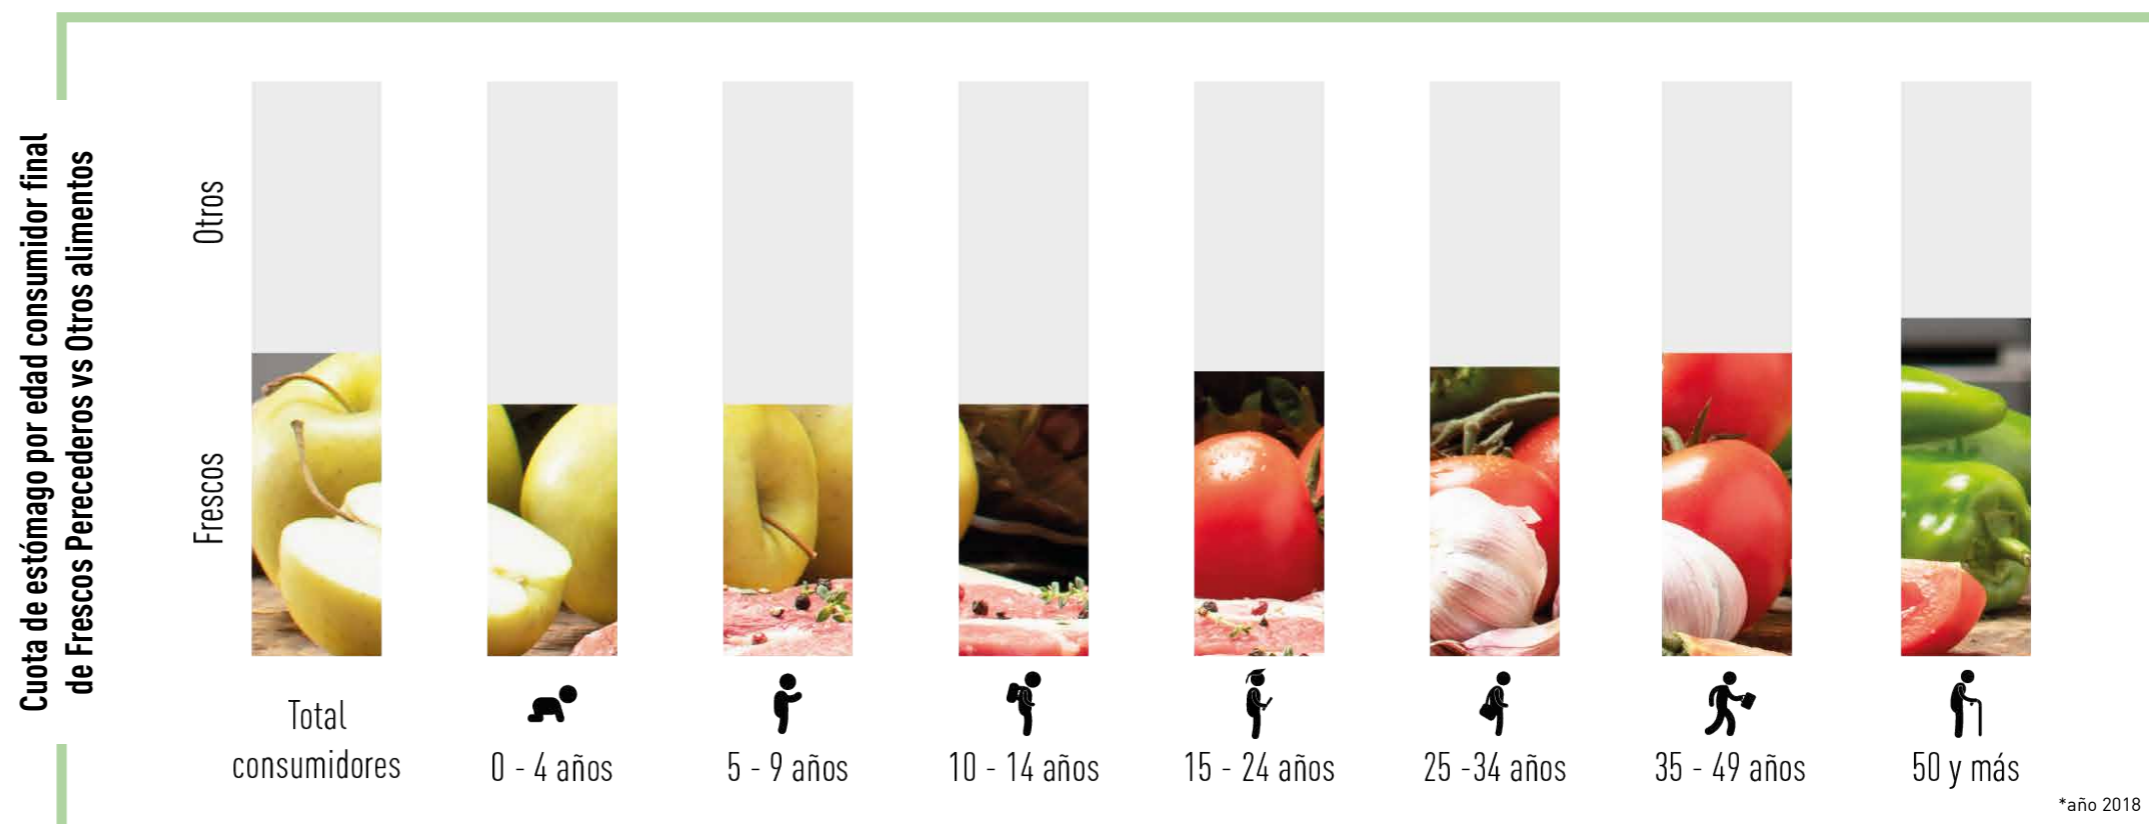 Cuota de estómago por edad consumidor final
de Frescos Perecederos vs Otros alimentos
Otros
Frescos
Total
consumidores
0 - 4 años
5 - 9 años
10 - 14 años
15 - 24 años
25 -34 años
35 - 49 años
50 y más
*año 2018